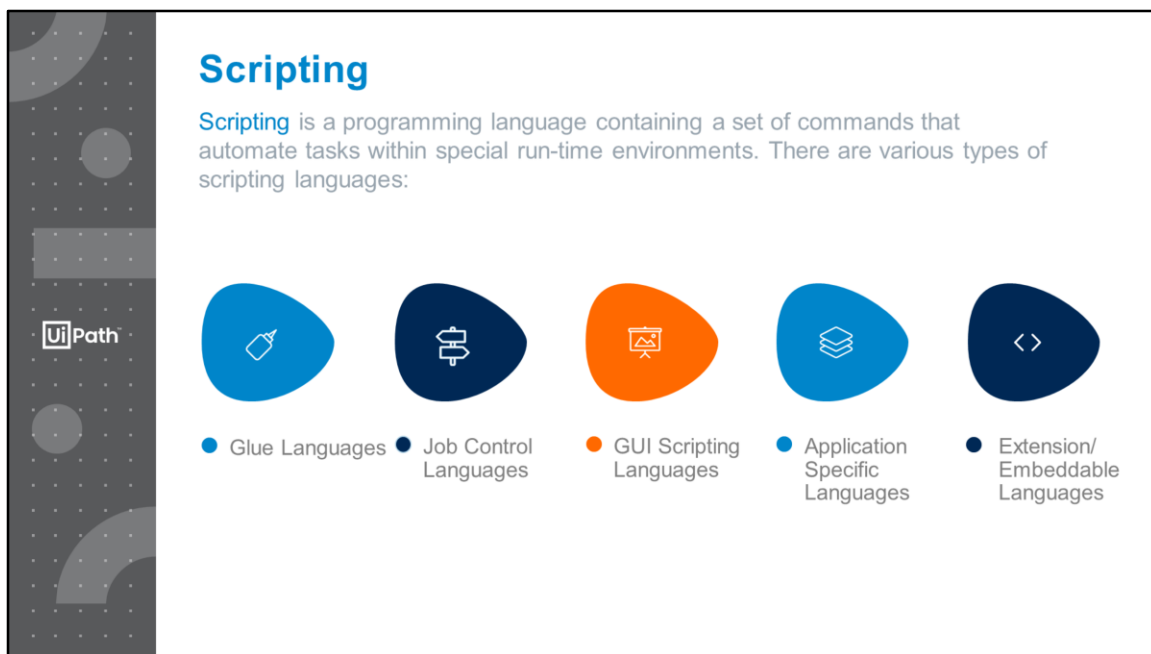 Scripting
Scripting is a programming language containing a set of commands that
automate tasks within special run-time environments. There are various types of
scripting languages:
UiPath™
Glue Languages
Job Control
Languages
GUI Scripting
Languages
Application
Specific
Languages
Extension/
Embeddable
Languages